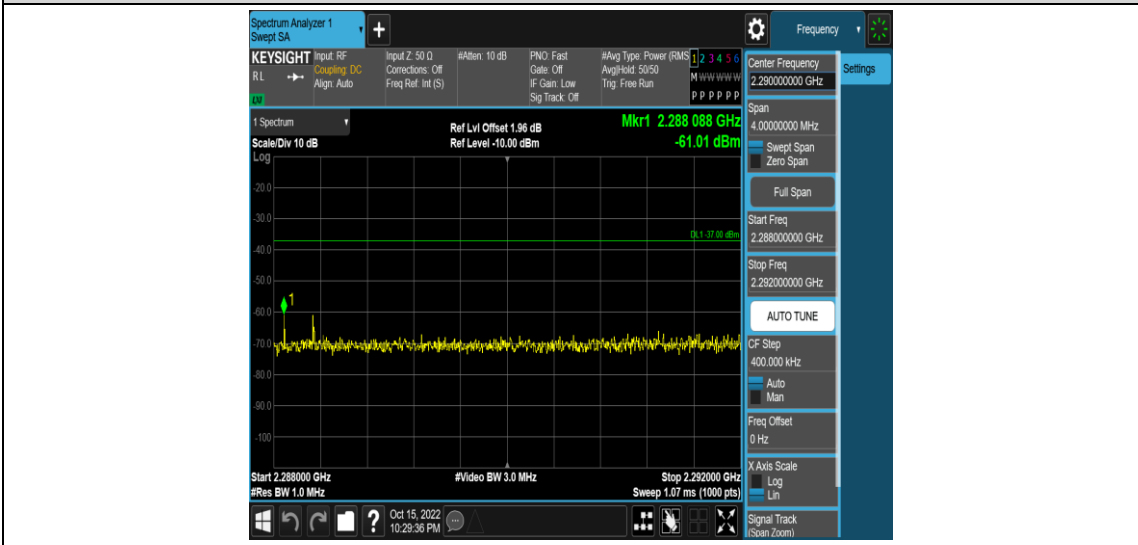 Spectrum Analyzer 1
Swept SA
+
Frequency
KEYSIGHT
RL
LXI
Input: RF
Coupling: DC
Align: Auto
Input Z: 50 Ω
Corrections: Off
Freq Ref: Int (S)
#Atten: 10 dB
PNO: Fast
Gate: Off
IF Gain: Low
Sig Track: Off
#Avg Type: Power (RMS
Avg|Hold: 50/50
Trig: Free Run
1 2 3 4 5 6
M W W W W W
P P P P P P
1 Spectrum
Scale/Div 10 dB
Log
Ref Lvl Offset 1.96 dB
Ref Level -10.00 dBm
Mkr1 2.288 088 GHz
-61.01 dBm
-20.0
-30.0
DL1 -37.00 dBm
-40.0
-50.0
1
-60.0
-70.0
-80.0
-90.0
-100
Start 2.288000 GHz
#Res BW 1.0 MHz
#Video BW 3.0 MHz
Stop 2.292000 GHz
Sweep 1.07 ms (1000 pts)
?
Oct 15, 2022
10:29:36 PM
Center Frequency
2.290000000 GHz
Settings
Span
4.00000000 MHz
Swept Span
Zero Span
Full Span
Start Freq
2.288000000 GHz
Stop Freq
2.292000000 GHz
AUTO TUNE
CF Step
400.000 kHz
Auto
Man
Freq Offset
0 Hz
X Axis Scale
Log
Lin
Signal Track
(Span Zoom)